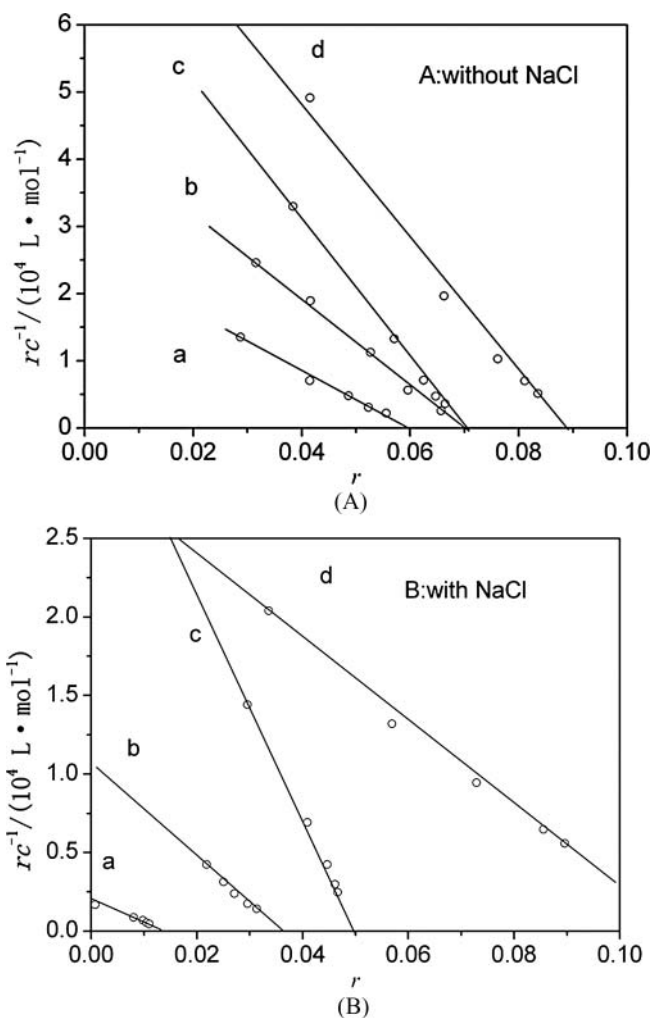 6
5
4
3
2
1
0
rc⁻¹/(10⁴ L • mol⁻¹)
A:without NaCl
d
c
b
a
0.00 0.02 0.04 0.06 0.08 0.10
r
(A)
2.5
2.0
1.5
1.0
0.5
0.0
rc⁻¹/(10⁴ L • mol⁻¹)
d
B:with NaCl
c
b
a
0.00 0.02 0.04 0.06 0.08 0.10
r
(B)